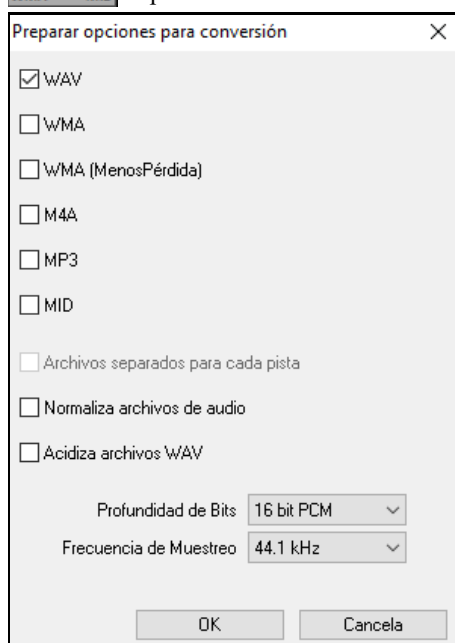 Preparar opciones para conversión
WAV
WMA
WMA (MenosPérdida)
M4A
MP3
MID
Archivos separados para cada pista
Normaliza archivos de audio
Acidiza archivos WAV
Profundidad de Bits 16 bit PCM
Frecuencia de Muestreo 44.1 kHz
OK Cancela